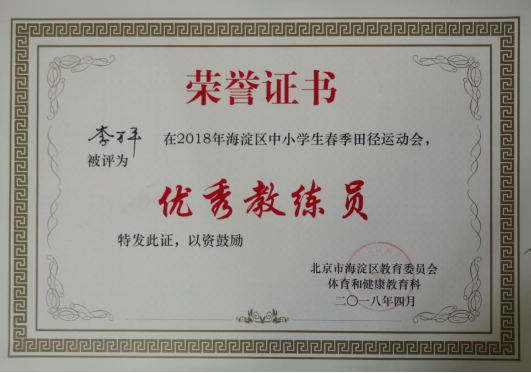 荣誉证书
李 在2018年海淀区中小学生春季田径运动会，
被评为
优秀教练员
特发此证，以资鼓励
北京市海淀区教育委员会
体育和健康教育科
二〇一八年四月